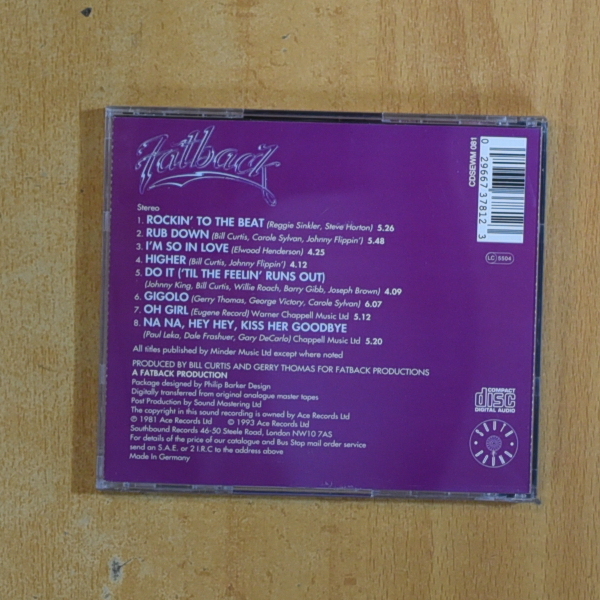 Fatback
Stereo
1. ROCKIN' TO THE BEAT (Reggie Sinkler, Steve Horton) 5.26
2. RUB DOWN (Bill Curtis, Carole Sylvan, Johnny Flippin') 5.48
3. I'M SO IN LOVE (Elwood Henderson) 4.25
4. HIGHER (Bill Curtis, Johnny Flippin') 4.12
5. DO IT ('TIL THE FEELIN' RUNS OUT)
(Johnny King, Bill Curtis, Willie Roach, Barry Gibb, Joseph Brown) 4.09
6. GIGOLO (Gerry Thomas, George Victory, Carole Sylvan) 6.07
7. OH GIRL (Eugene Record) Warner Chappell Music Ltd 5.12
8. NA NA, HEY HEY, KISS HER GOODBYE
(Paul Leka, Dale Frashuer, Gary DeCarlo) Chappell Music Ltd 5.20
All titles published by Minder Music Ltd except where noted
PRODUCED BY BILL CURTIS AND GERRY THOMAS FOR FATBACK PRODUCTIONS
A FATBACK PRODUCTION
Package designed by Philip Barker Design
Digitally transferred from original analogue master tapes
Post Production by Sound Mastering Ltd
The copyright in this sound recording is owned by Ace Records Ltd
℗ 1981 Ace Records Ltd © 1993 Ace Records Ltd
Southbound Records 46-50 Steele Road, London NW10 7AS
For details of the price of our catalogue and Bus Stop mail order service
send an S.A.E. or 2 I.R.C to the address above
Made In Germany
CDSEWM 081
0 29667 37812 3
LC 5504
COMPACT
disc
DIGITAL AUDIO
SOUTH
BOUND